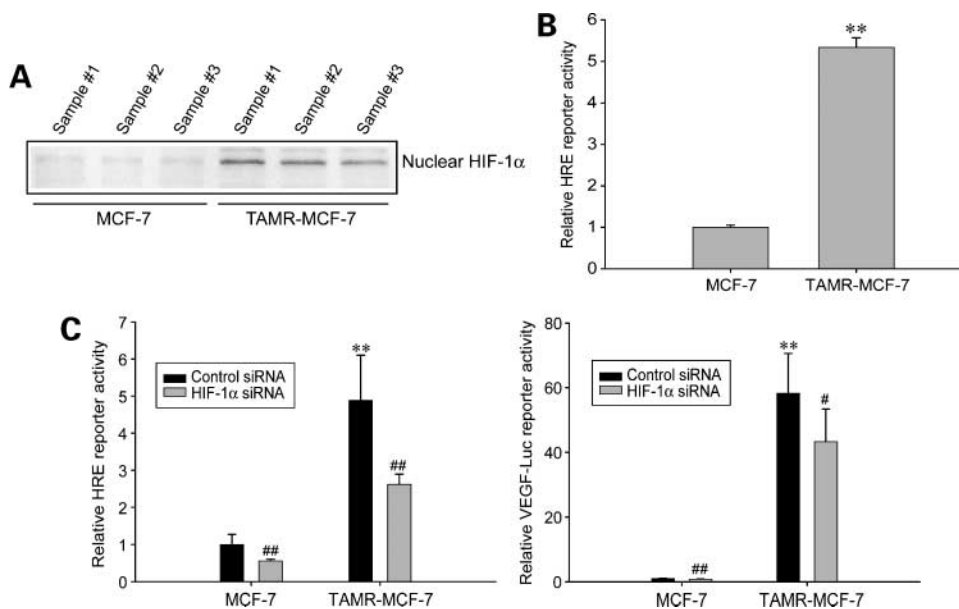 A
Sample #1
Sample #2
Sample #3
Sample #1
Sample #2
Sample #3
Nuclear HIF-1α
MCF-7
TAMR-MCF-7
B
Relative HRE reporter activity
6
5
4
3
2
1
0
**
MCF-7
TAMR-MCF-7
C
Relative HRE reporter activity
7
6
5
4
3
2
1
0
Control siRNA
HIF-1α siRNA
##
**
##
MCF-7
TAMR-MCF-7
Relative VEGF-Luc reporter activity
80
60
40
20
0
Control siRNA
HIF-1α siRNA
##
**
#
MCF-7
TAMR-MCF-7